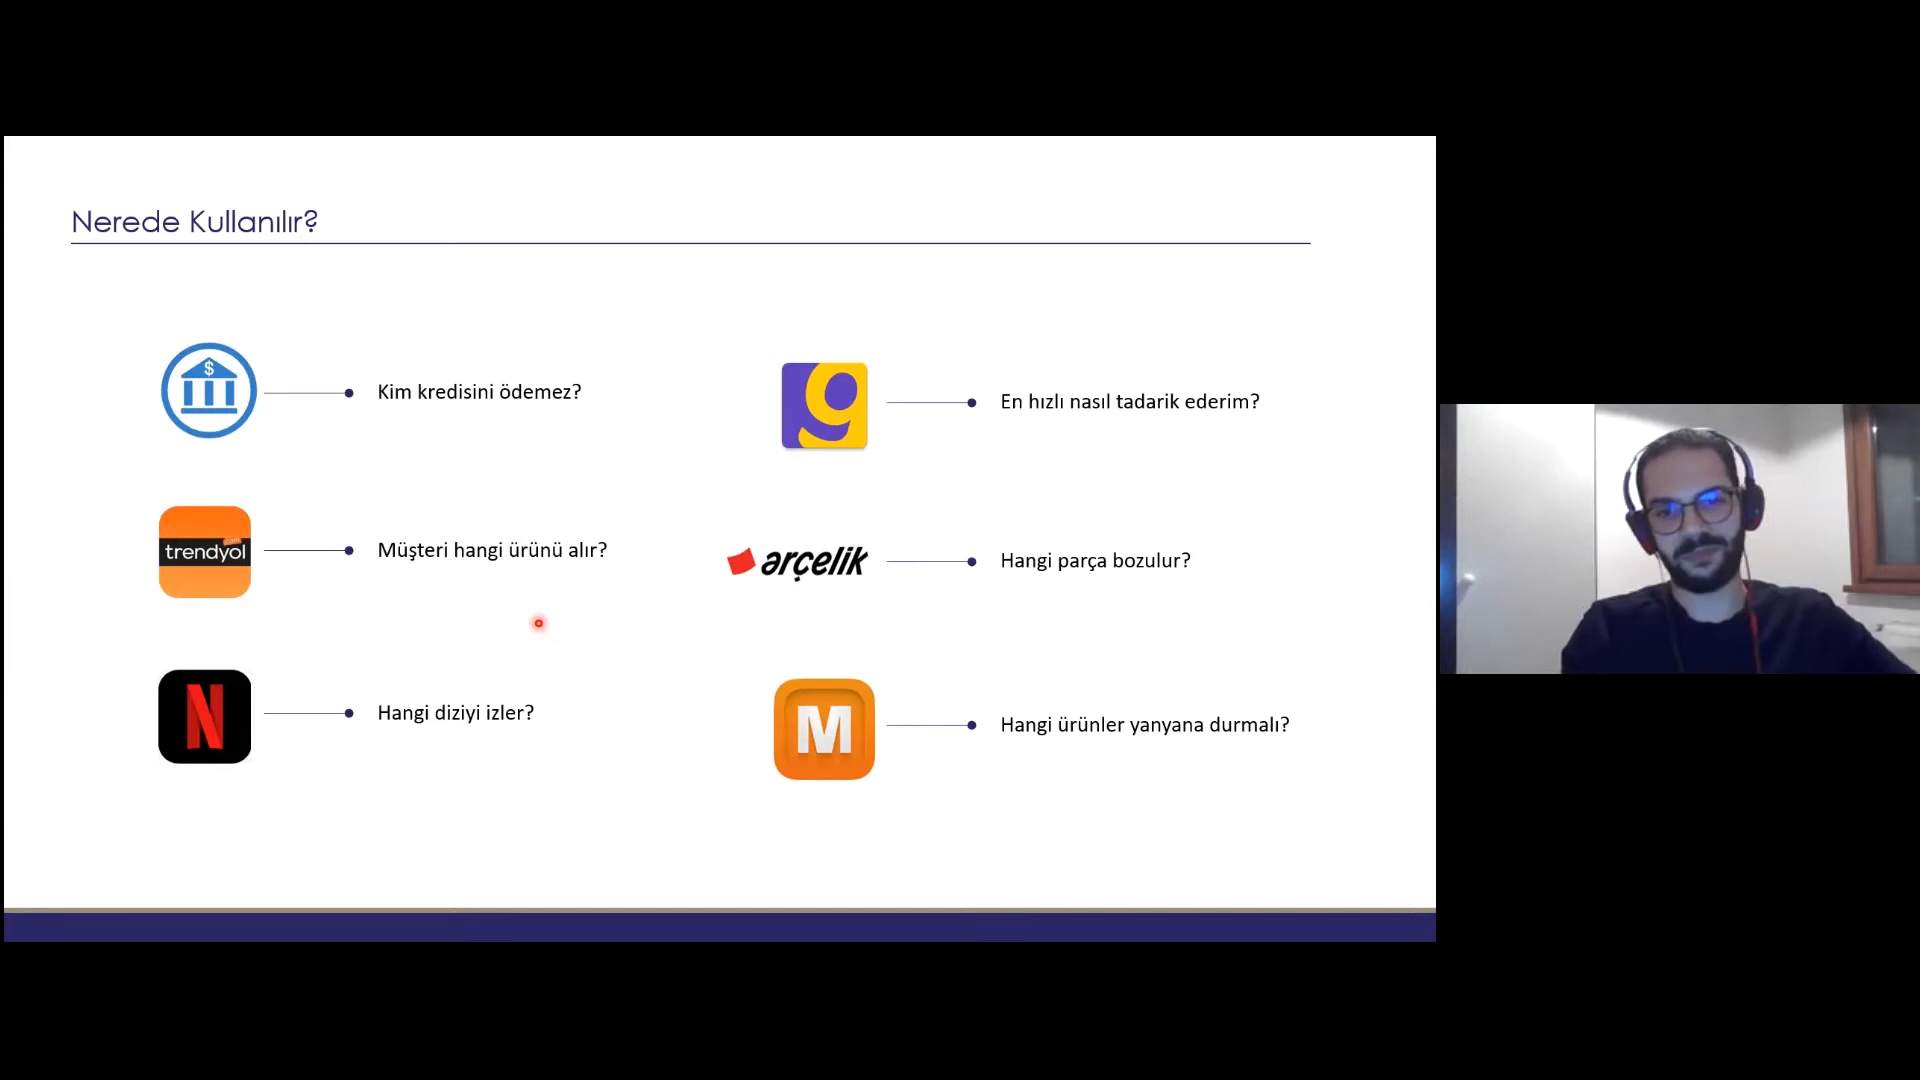 Nerede Kullanılır?
$
Kim kredisini ödemez?
trendyol
.com
Müşteri hangi ürünü alır?
N
Hangi diziyi izler?
g
En hızlı nasıl tadarik ederim?
arçelik
Hangi parça bozulur?
M
Hangi ürünler yanyana durmalı?